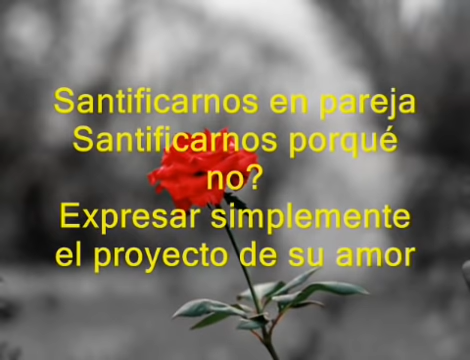 Santificarnos en pareja
Santificarnos porqué
no?
Expresar simplemente
el proyecto de su amor